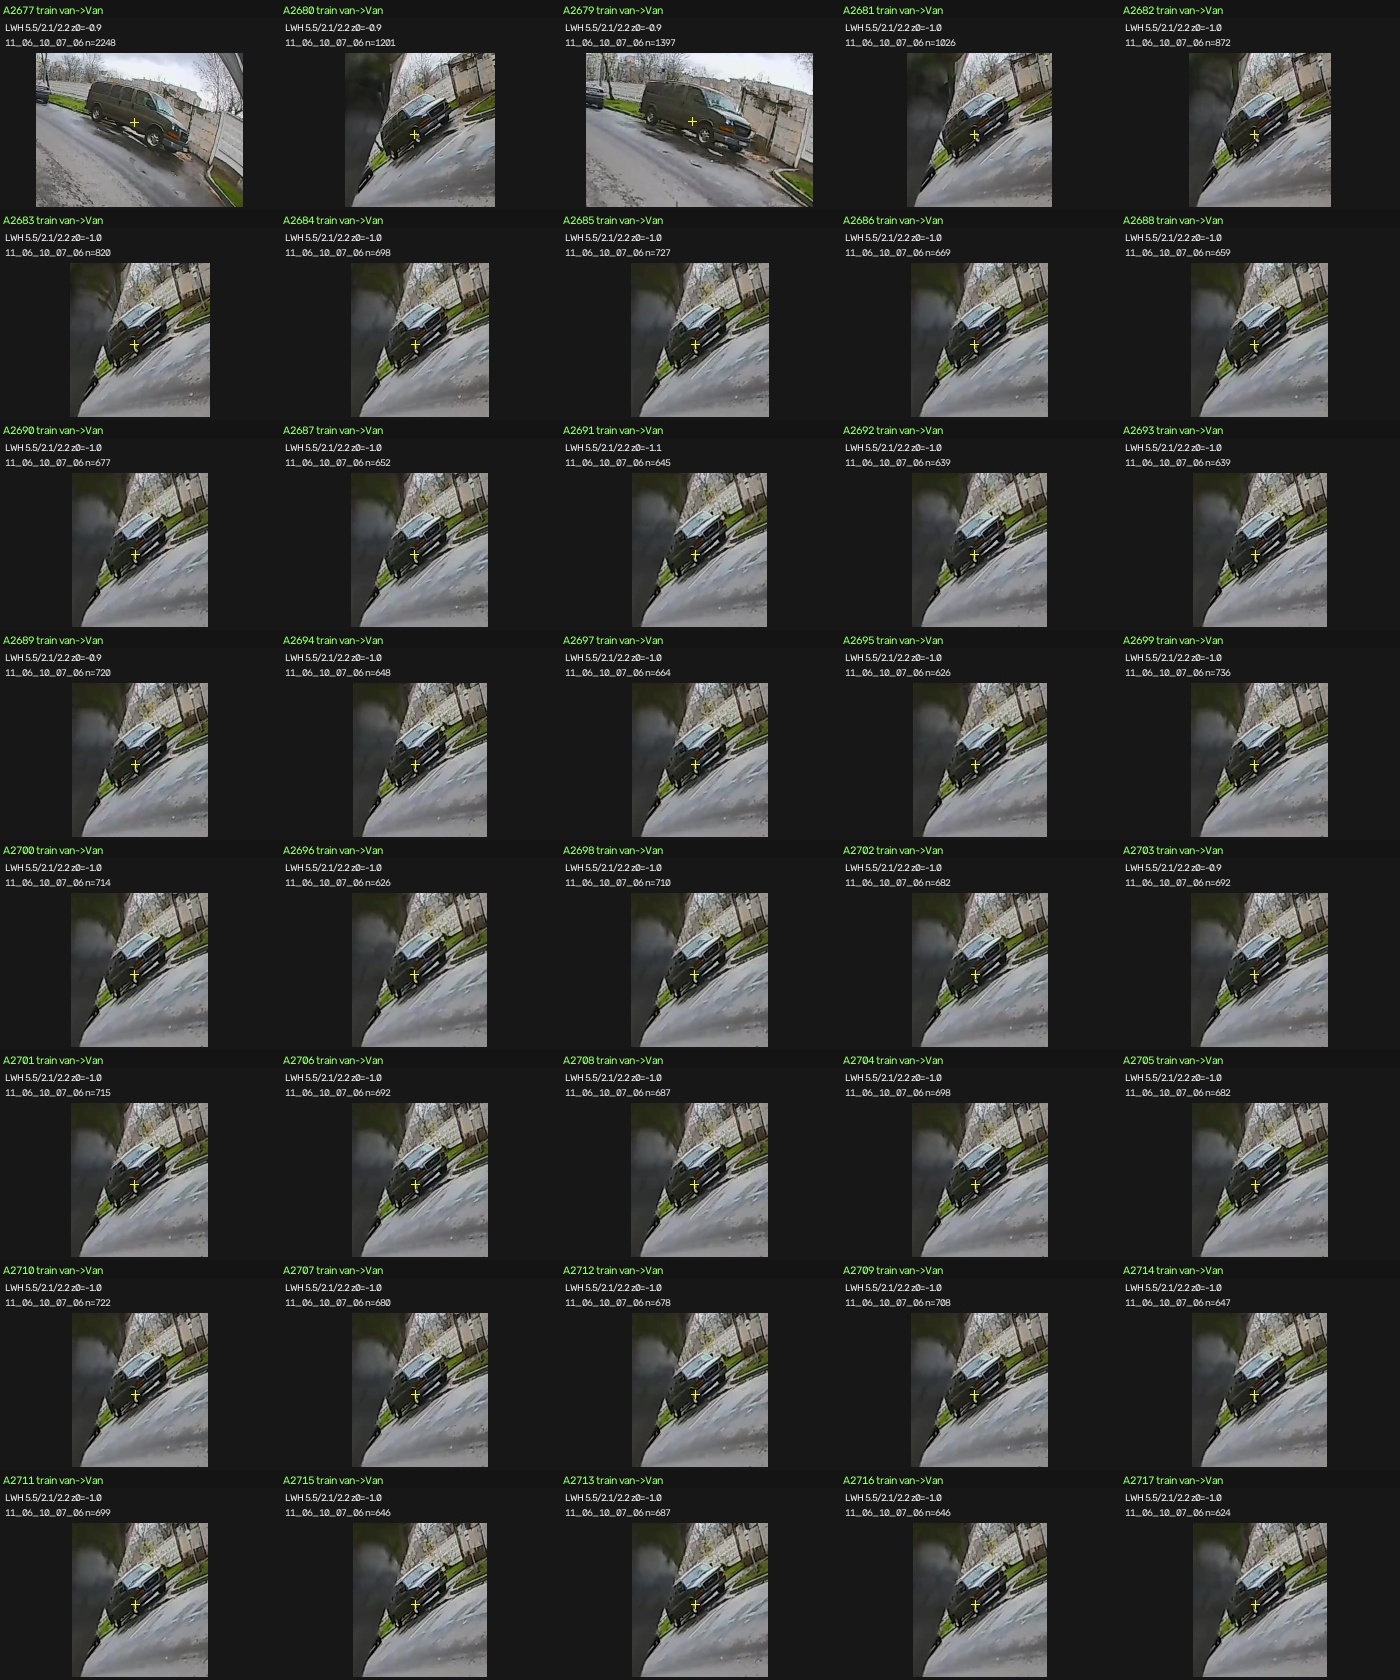 A2677 train van->Van
LWH 5.5/2.1/2.2 z0=-0.9
11_06_10_07_06 n=2248
A2680 train van->Van
LWH 5.5/2.1/2.2 z0=-0.9
11_06_10_07_06 n=1201
A2679 train van->Van
LWH 5.5/2.1/2.2 z0=-0.9
11_06_10_07_06 n=1397
A2681 train van->Van
LWH 5.5/2.1/2.2 z0=-1.0
11_06_10_07_06 n=1026
A2682 train van->Van
LWH 5.5/2.1/2.2 z0=-1.0
11_06_10_07_06 n=872
A2683 train van->Van
LWH 5.5/2.1/2.2 z0=-1.0
11_06_10_07_06 n=820
A2684 train van->Van
LWH 5.5/2.1/2.2 z0=-1.0
11_06_10_07_06 n=698
A2685 train van->Van
LWH 5.5/2.1/2.2 z0=-1.0
11_06_10_07_06 n=727
A2686 train van->Van
LWH 5.5/2.1/2.2 z0=-1.0
11_06_10_07_06 n=669
A2688 train van->Van
LWH 5.5/2.1/2.2 z0=-1.0
11_06_10_07_06 n=659
A2690 train van->Van
LWH 5.5/2.1/2.2 z0=-1.0
11_06_10_07_06 n=677
A2687 train van->Van
LWH 5.5/2.1/2.2 z0=-1.0
11_06_10_07_06 n=652
A2691 train van->Van
LWH 5.5/2.1/2.2 z0=-1.1
11_06_10_07_06 n=645
A2692 train van->Van
LWH 5.5/2.1/2.2 z0=-1.0
11_06_10_07_06 n=639
A2693 train van->Van
LWH 5.5/2.1/2.2 z0=-1.0
11_06_10_07_06 n=639
A2689 train van->Van
LWH 5.5/2.1/2.2 z0=-0.9
11_06_10_07_06 n=720
A2694 train van->Van
LWH 5.5/2.1/2.2 z0=-1.0
11_06_10_07_06 n=648
A2697 train van->Van
LWH 5.5/2.1/2.2 z0=-1.0
11_06_10_07_06 n=664
A2695 train van->Van
LWH 5.5/2.1/2.2 z0=-1.0
11_06_10_07_06 n=626
A2699 train van->Van
LWH 5.5/2.1/2.2 z0=-1.0
11_06_10_07_06 n=736
A2700 train van->Van
LWH 5.5/2.1/2.2 z0=-1.0
11_06_10_07_06 n=714
A2696 train van->Van
LWH 5.5/2.1/2.2 z0=-1.0
11_06_10_07_06 n=626
A2698 train van->Van
LWH 5.5/2.1/2.2 z0=-1.0
11_06_10_07_06 n=710
A2702 train van->Van
LWH 5.5/2.1/2.2 z0=-1.0
11_06_10_07_06 n=682
A2703 train van->Van
LWH 5.5/2.1/2.2 z0=-0.9
11_06_10_07_06 n=692
A2701 train van->Van
LWH 5.5/2.1/2.2 z0=-1.0
11_06_10_07_06 n=715
A2706 train van->Van
LWH 5.5/2.1/2.2 z0=-1.0
11_06_10_07_06 n=692
A2708 train van->Van
LWH 5.5/2.1/2.2 z0=-1.0
11_06_10_07_06 n=687
A2704 train van->Van
LWH 5.5/2.1/2.2 z0=-1.0
11_06_10_07_06 n=698
A2705 train van->Van
LWH 5.5/2.1/2.2 z0=-1.0
11_06_10_07_06 n=682
A2710 train van->Van
LWH 5.5/2.1/2.2 z0=-1.0
11_06_10_07_06 n=722
A2707 train van->Van
LWH 5.5/2.1/2.2 z0=-1.0
11_06_10_07_06 n=680
A2712 train van->Van
LWH 5.5/2.1/2.2 z0=-1.0
11_06_10_07_06 n=678
A2709 train van->Van
LWH 5.5/2.1/2.2 z0=-1.0
11_06_10_07_06 n=708
A2714 train van->Van
LWH 5.5/2.1/2.2 z0=-1.0
11_06_10_07_06 n=647
A2711 train van->Van
LWH 5.5/2.1/2.2 z0=-1.0
11_06_10_07_06 n=699
A2715 train van->Van
LWH 5.5/2.1/2.2 z0=-1.0
11_06_10_07_06 n=646
A2713 train van->Van
LWH 5.5/2.1/2.2 z0=-1.0
11_06_10_07_06 n=687
A2716 train van->Van
LWH 5.5/2.1/2.2 z0=-1.0
11_06_10_07_06 n=646
A2717 train van->Van
LWH 5.5/2.1/2.2 z0=-1.0
11_06_10_07_06 n=624